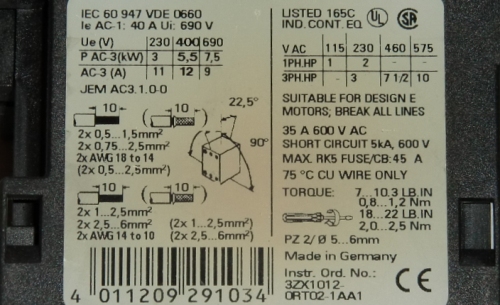 IEC 60 947 VDE 0660
Ie AC-1: 40 A Ui: 690 V
Ue (V) 230 400 690
P AC-3(kW) 3 5,5 7,5
AC-3 (A) 11 12 9
JEM AC3.1.0-0
10 10
2x 0,5...1,5mm²
2x 0,75...2,5mm²
2x AWG 18 to 14
(2x 0,5...2,5mm²)
22,5°
90°
10 10
2x 1...2,5mm²
2x 2,5...6mm² (2x 1...2,5mm²)
2x AWG 14 to 10 (2x 2,5...6mm²)
4 011209 291034
LISTED 165C
IND. CONT. EQ.
UL SA
V AC 115 230 460 575
1PH.HP 1 2 - -
3PH.HP - 3 7 1/2 10
SUITABLE FOR DESIGN E
MOTORS; BREAK ALL LINES
35 A 600 V AC
SHORT CIRCUIT 5kA, 600 V
MAX. RK5 FUSE/CB: 45 A
75 °C CU WIRE ONLY
TORQUE: 7...10.3 LB.IN
0,8...1,2 Nm
18...22 LB.IN
2,0...2,5 Nm
PZ 2/ Ø 5...6mm
Made in Germany
Instr. Ord. No.:
3ZX1012-
0RT02-1AA1
CE